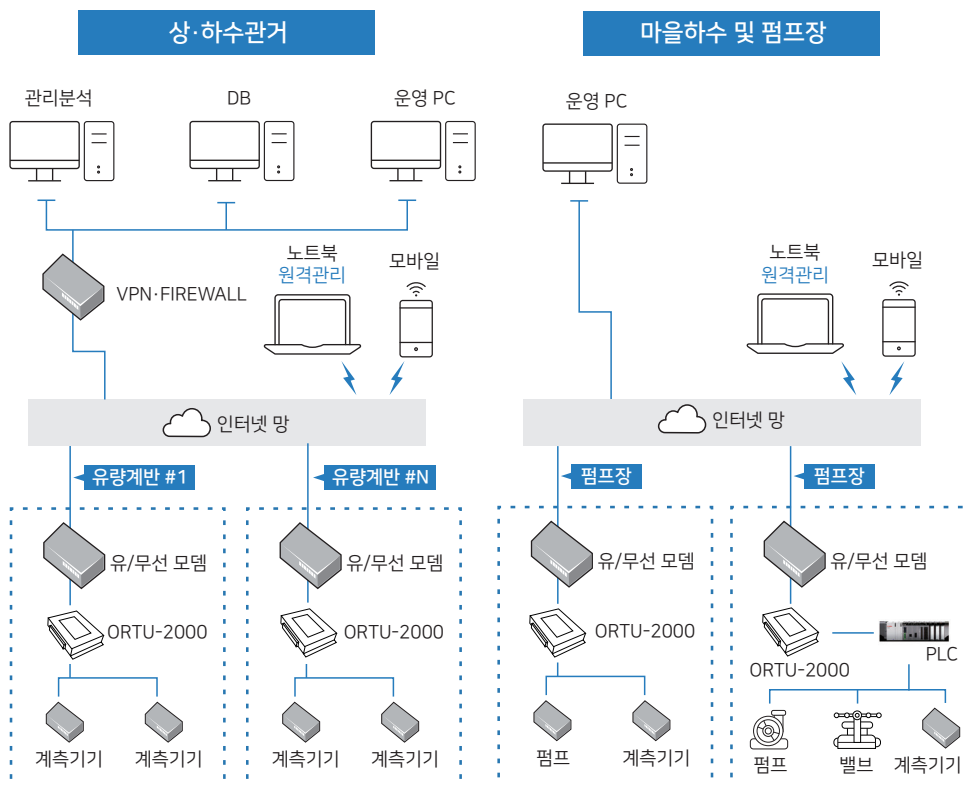 상·하수관거
관리분석
DB
운영 PC
VPN·FIREWALL
노트북
원격관리
모바일
인터넷 망
유량계반 #1
유량계반 #N
유/무선 모뎀
유/무선 모뎀
ORTU-2000
ORTU-2000
계측기기
계측기기
계측기기
계측기기
마을하수 및 펌프장
운영 PC
노트북
원격관리
모바일
인터넷 망
펌프장
펌프장
유/무선 모뎀
유/무선 모뎀
ORTU-2000
ORTU-2000
PLC
펌프
계측기기
펌프
밸브
계측기기